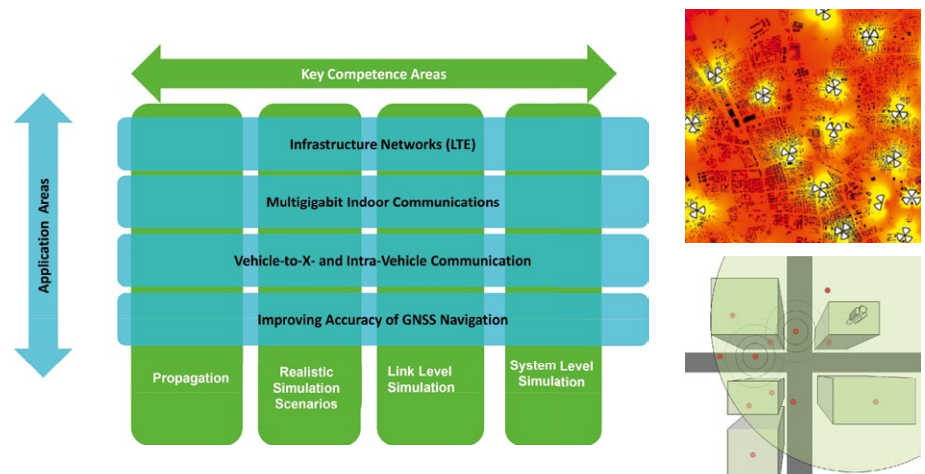 Key Competence Areas
Application Areas
Infrastructure Networks (LTE)
Multigigabit Indoor Communications
Vehicle-to-X- and Intra-Vehicle Communication
Improving Accuracy of GNSS Navigation
Propagation
Realistic
Simulation
Scenarios
Link Level
Simulation
System Level
Simulation